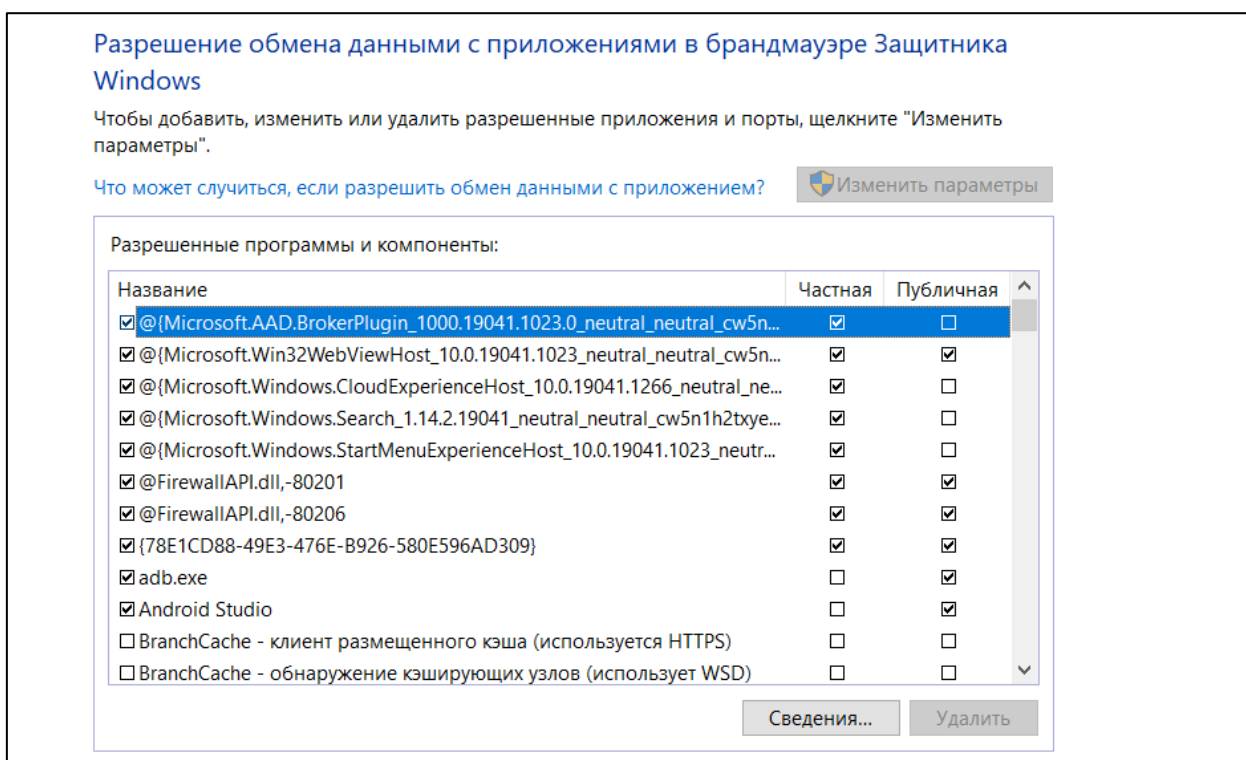 Разрешение обмена данными с приложениями в брандмауэре Защитника
Windows
Чтобы добавить, изменить или удалить разрешенные приложения и порты, щелкните "Изменить
параметры".
Что может случиться, если разрешить обмен данными с приложением? Изменить параметры
Разрешенные программы и компоненты:
Название Частная Публичная
@{Microsoft.AAD.BrokerPlugin_1000.19041.1023.0_neutral_neutral_cw5n...
@{Microsoft.Win32WebViewHost_10.0.19041.1023_neutral_neutral_cw5n...
@{Microsoft.Windows.CloudExperienceHost_10.0.19041.1266_neutral_ne...
@{Microsoft.Windows.Search_1.14.2.19041_neutral_neutral_cw5n1h2txye...
@{Microsoft.Windows.StartMenuExperienceHost_10.0.19041.1023_neutr...
@FirewallAPI.dll,-80201
@FirewallAPI.dll,-80206
{78E1CD88-49E3-476E-B926-580E596AD309}
adb.exe
Android Studio
BranchCache - клиент размещенного кэша (используется HTTPS)
BranchCache - обнаружение кэширующих узлов (использует WSD)
Сведения... Удалить